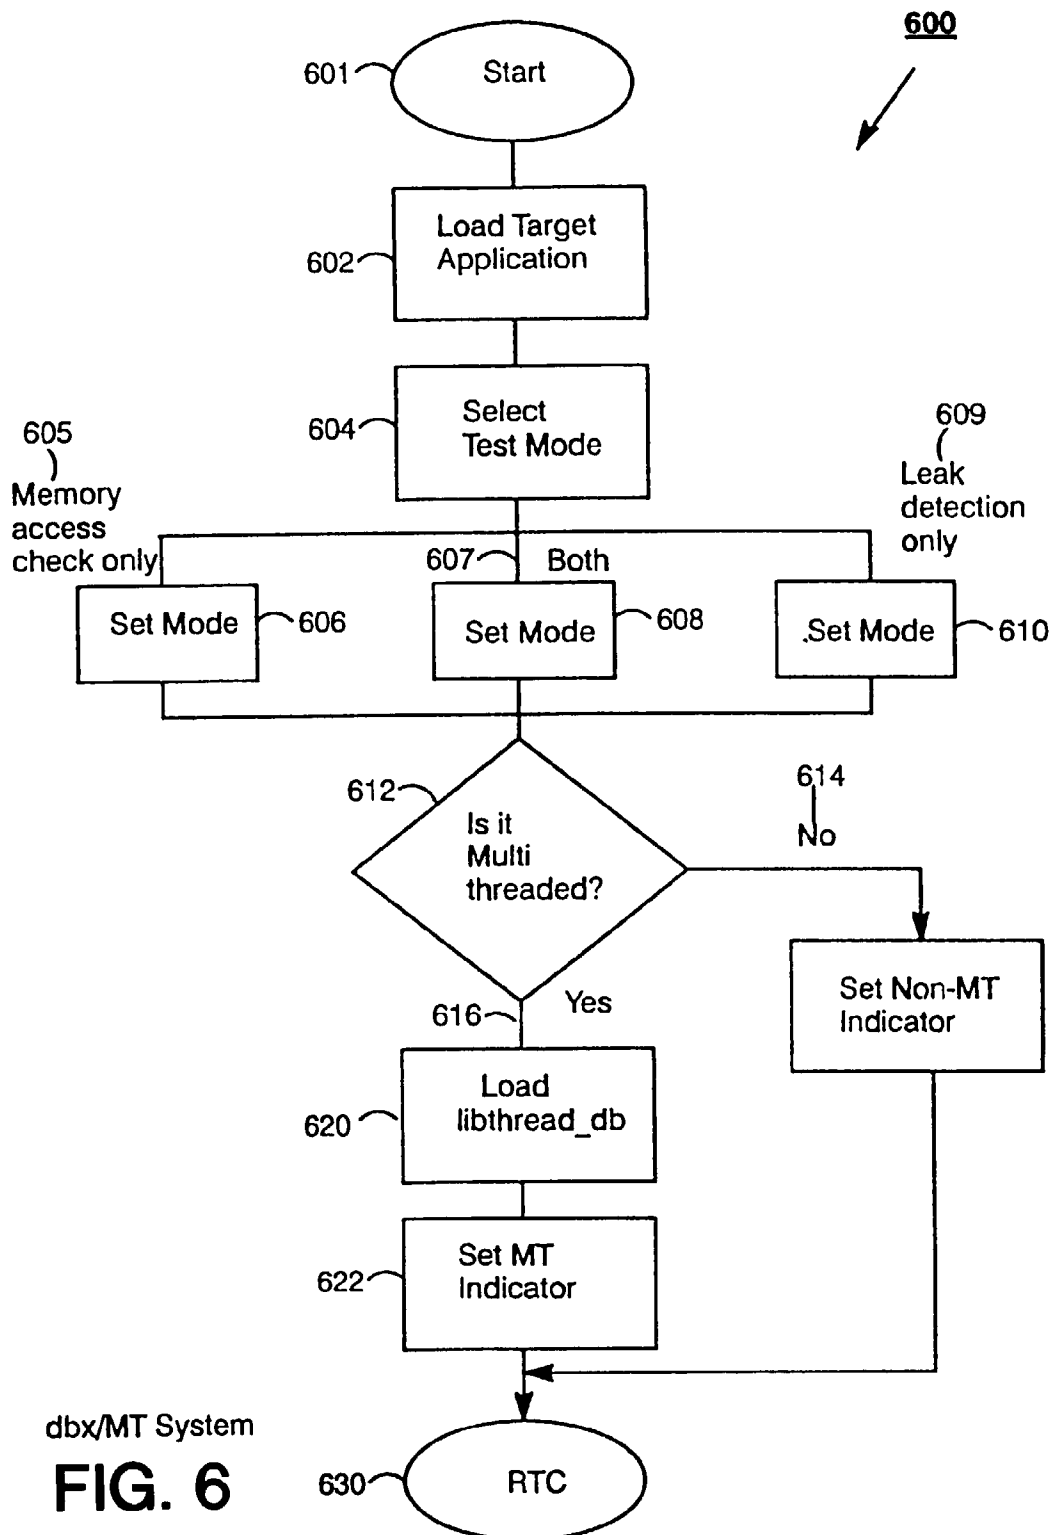 600
601
Start
Load Target
Application
602
Select
Test Mode
604
605
Memory
access
check only
609
Leak
detection
only
607
Both
Set Mode
606
Set Mode
608
.Set Mode
610
612
Is it
Multi
threaded?
614
No
616
Yes
Set Non-MT
Indicator
Load
libthread_db
620
Set MT
Indicator
622
dbx/MT System
FIG. 6
630
RTC